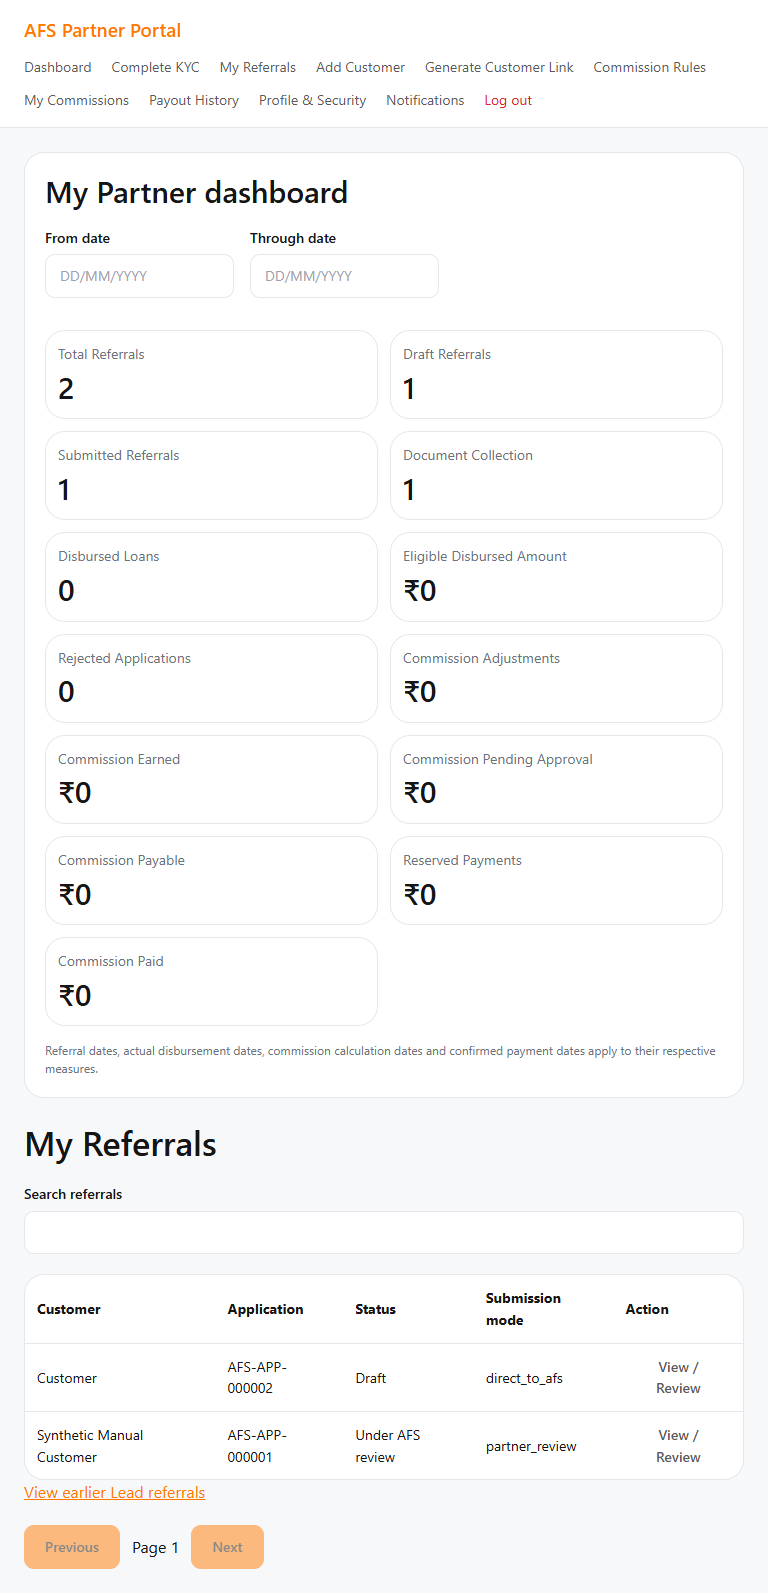 AFS Partner Portal
Dashboard Complete KYC My Referrals Add Customer Generate Customer Link Commission Rules
My Commissions Payout History Profile & Security Notifications Log out
My Partner dashboard
From date Through date
DD/MM/YYYY DD/MM/YYYY
Total Referrals Draft Referrals
2 1
Submitted Referrals Document Collection
1 1
Disbursed Loans Eligible Disbursed Amount
0 ₹0
Rejected Applications Commission Adjustments
0 ₹0
Commission Earned Commission Pending Approval
₹0 ₹0
Commission Payable Reserved Payments
₹0 ₹0
Commission Paid
₹0
Referral dates, actual disbursement dates, commission calculation dates and confirmed payment dates apply to their respective
measures.
My Referrals
Search referrals
Customer Application Status Submission mode Action
Customer AFS-APP-000002 Draft direct_to_afs View / Review
Synthetic Manual Customer AFS-APP-000001 Under AFS review partner_review View / Review
View earlier Lead referrals
Previous Page 1 Next